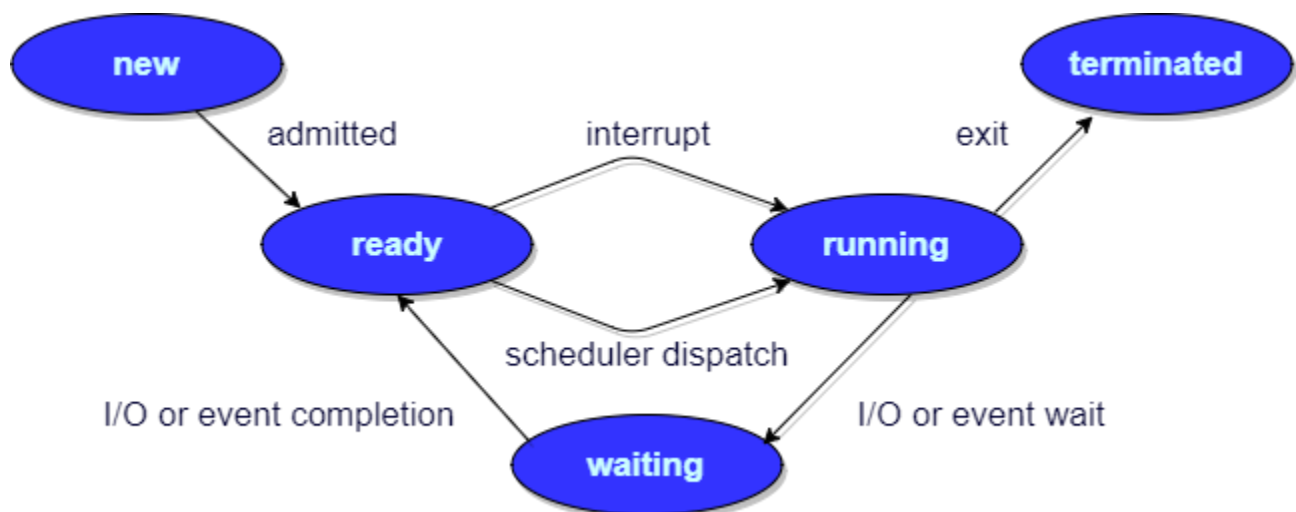 new
terminated
admitted
interrupt
exit
ready
running
scheduler dispatch
I/O or event completion
I/O or event wait
waiting